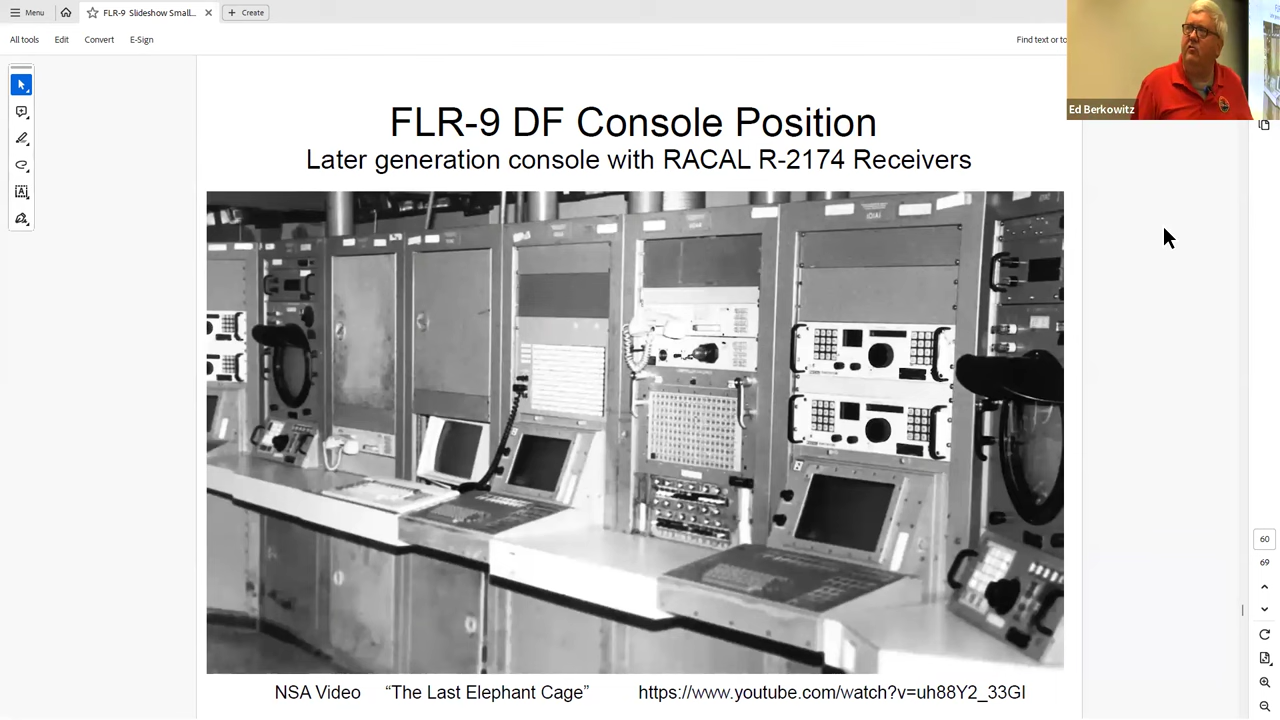 Menu
FLR-9 Slideshow Small...
Create
All tools
Edit
Convert
E-Sign
Find text or to
Ed Berkowitz
FLR-9 DF Console Position
Later generation console with RACAL R-2174 Receivers
60
69
NSA Video "The Last Elephant Cage" https://www.youtube.com/watch?v=uh88Y2_33GI